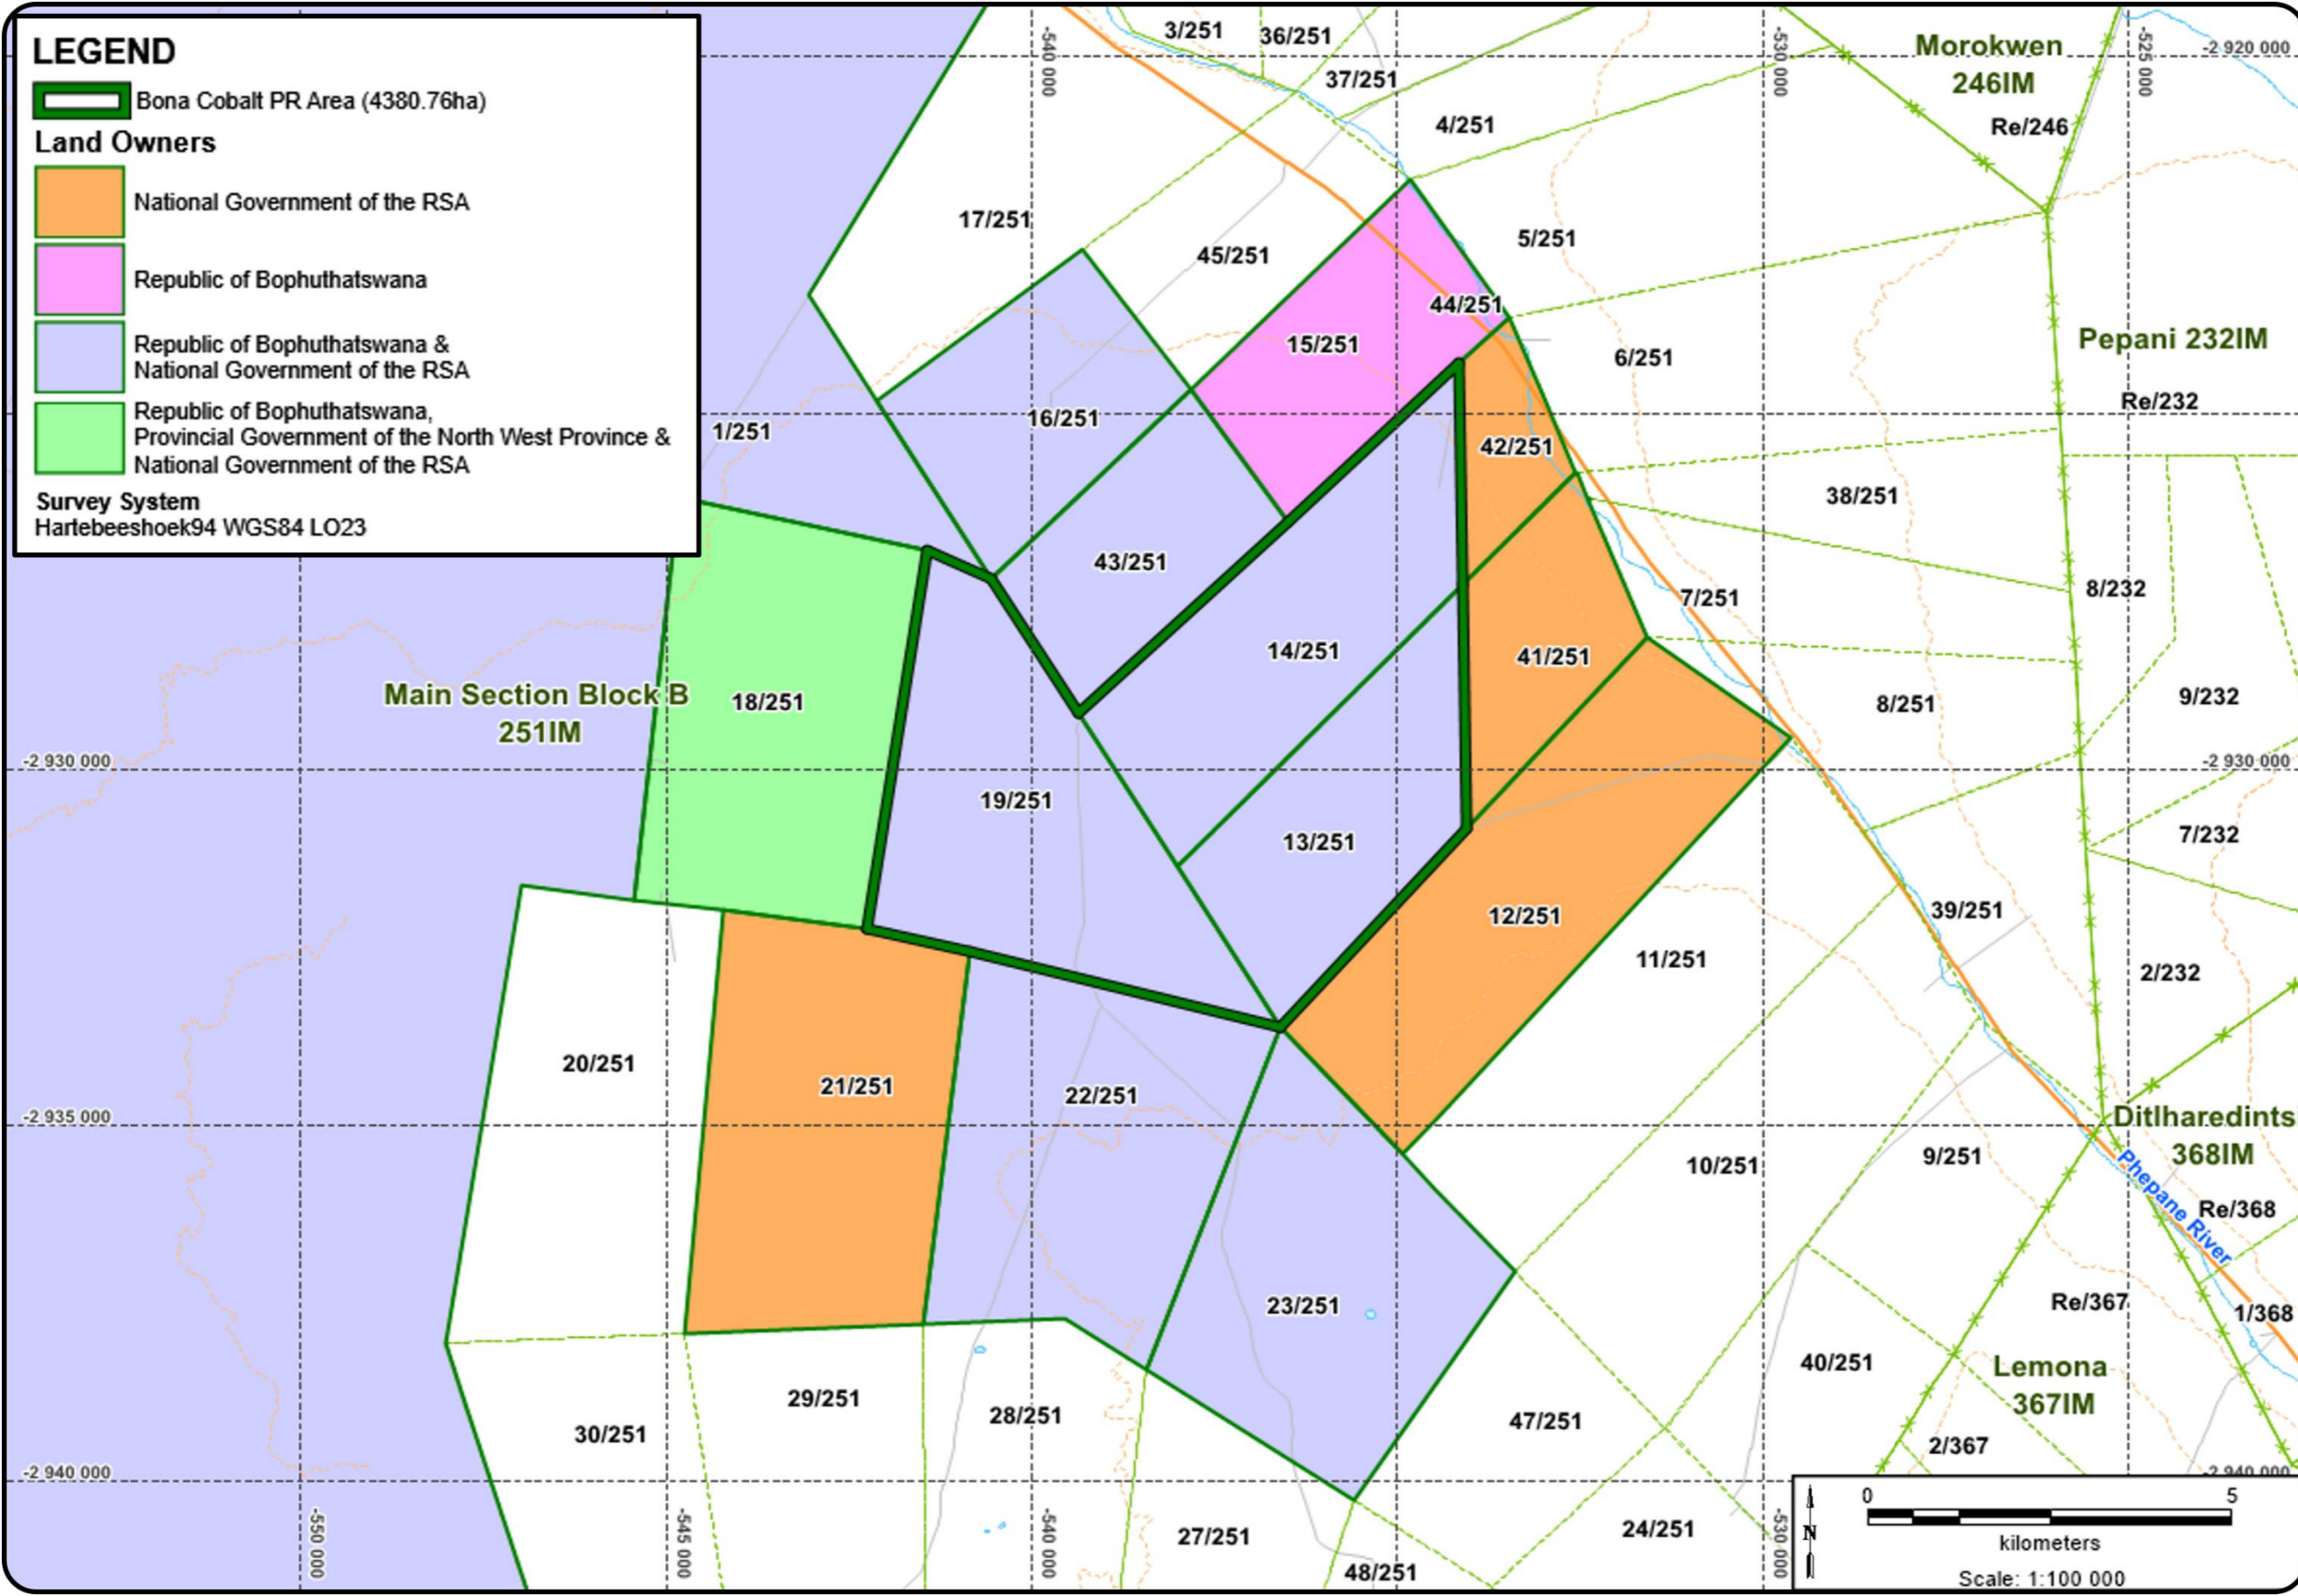 LEGEND
Bona Cobalt PR Area (4380.76ha)
Land Owners
National Government of the RSA
Republic of Bophuthatswana
Republic of Bophuthatswana &
National Government of the RSA
Republic of Bophuthatswana,
Provincial Government of the North West Province &
National Government of the RSA
Survey System
Hartebeeshoek94 WGS84 LO23
-540 000
3/251
36/251
37/251
4/251
-530 000
Morokwen
246IM
Re/246
-525 000
-2 920 000
17/251
45/251
5/251
44/251
15/251
6/251
Pepani 232IM
Re/232
1/251
16/251
42/251
38/251
43/251
7/251
8/232
14/251
41/251
Main Section Block B
251IM
18/251
8/251
9/232
-2 930 000
-2 930 000
19/251
13/251
7/232
12/251
11/251
39/251
2/232
20/251
21/251
22/251
-2 935 000
10/251
9/251
Ditlharedints
368IM
Phepane River
Re/368
23/251
Re/367
1/368
40/251
Lemona
367IM
29/251
28/251
30/251
47/251
2/367
-2 940 000
-2 940 000
-550 000
-545 000
-540 000
-530 000
27/251
24/251
48/251
0
5
N
kilometers
Scale: 1:100 000